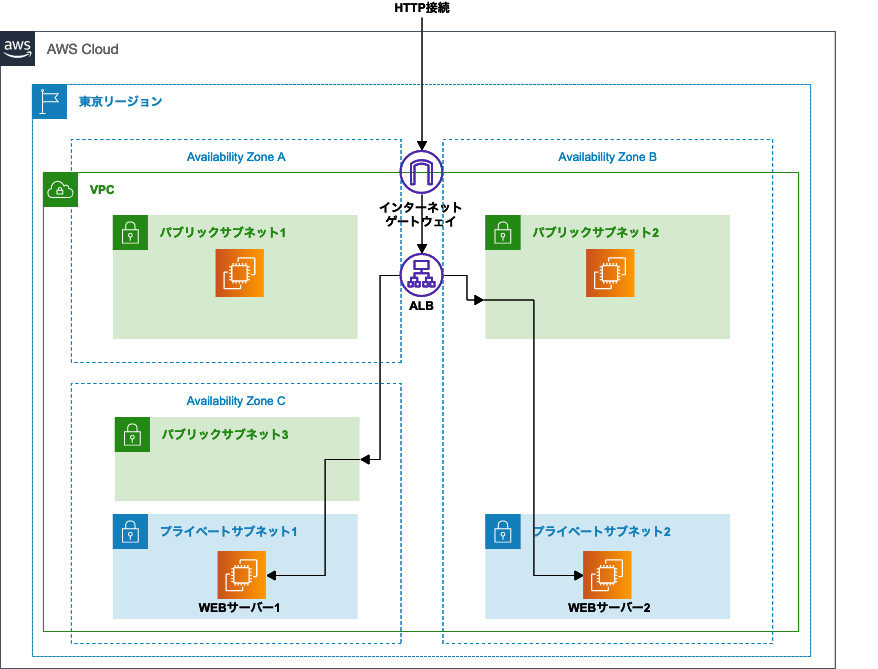 HTTP接続
aws
AWS Cloud
東京リージョン
Availability Zone A
Availability Zone B
VPC
インターネット
ゲートウェイ
パブリックサブネット1
パブリックサブネット2
ALB
Availability Zone C
パブリックサブネット3
プライベートサブネット1
プライベートサブネット2
WEBサーバー1
WEBサーバー2